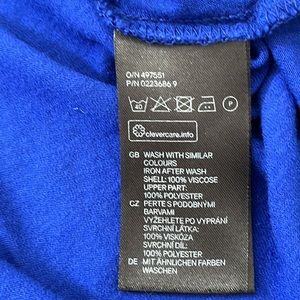 O/N 497551
P/N 0223686 9
40 P
clevercare.info
GB WASH WITH SIMILAR
COLOURS
IRON AFTER WASH
SHELL: 100% VISCOSE
UPPER PART:
100% POLYESTER
CZ PERTE S PODOBNÝMI
BARVAMI
VYŽEHLETE PO VYPRÁNÍ
SVRCHNÍ LÁTKA:
100% VISKÓZA
SVRCHNÍ DÍL:
100% POLYESTER
DE MIT ÄHNLICHEN FARBEN
WASCHEN